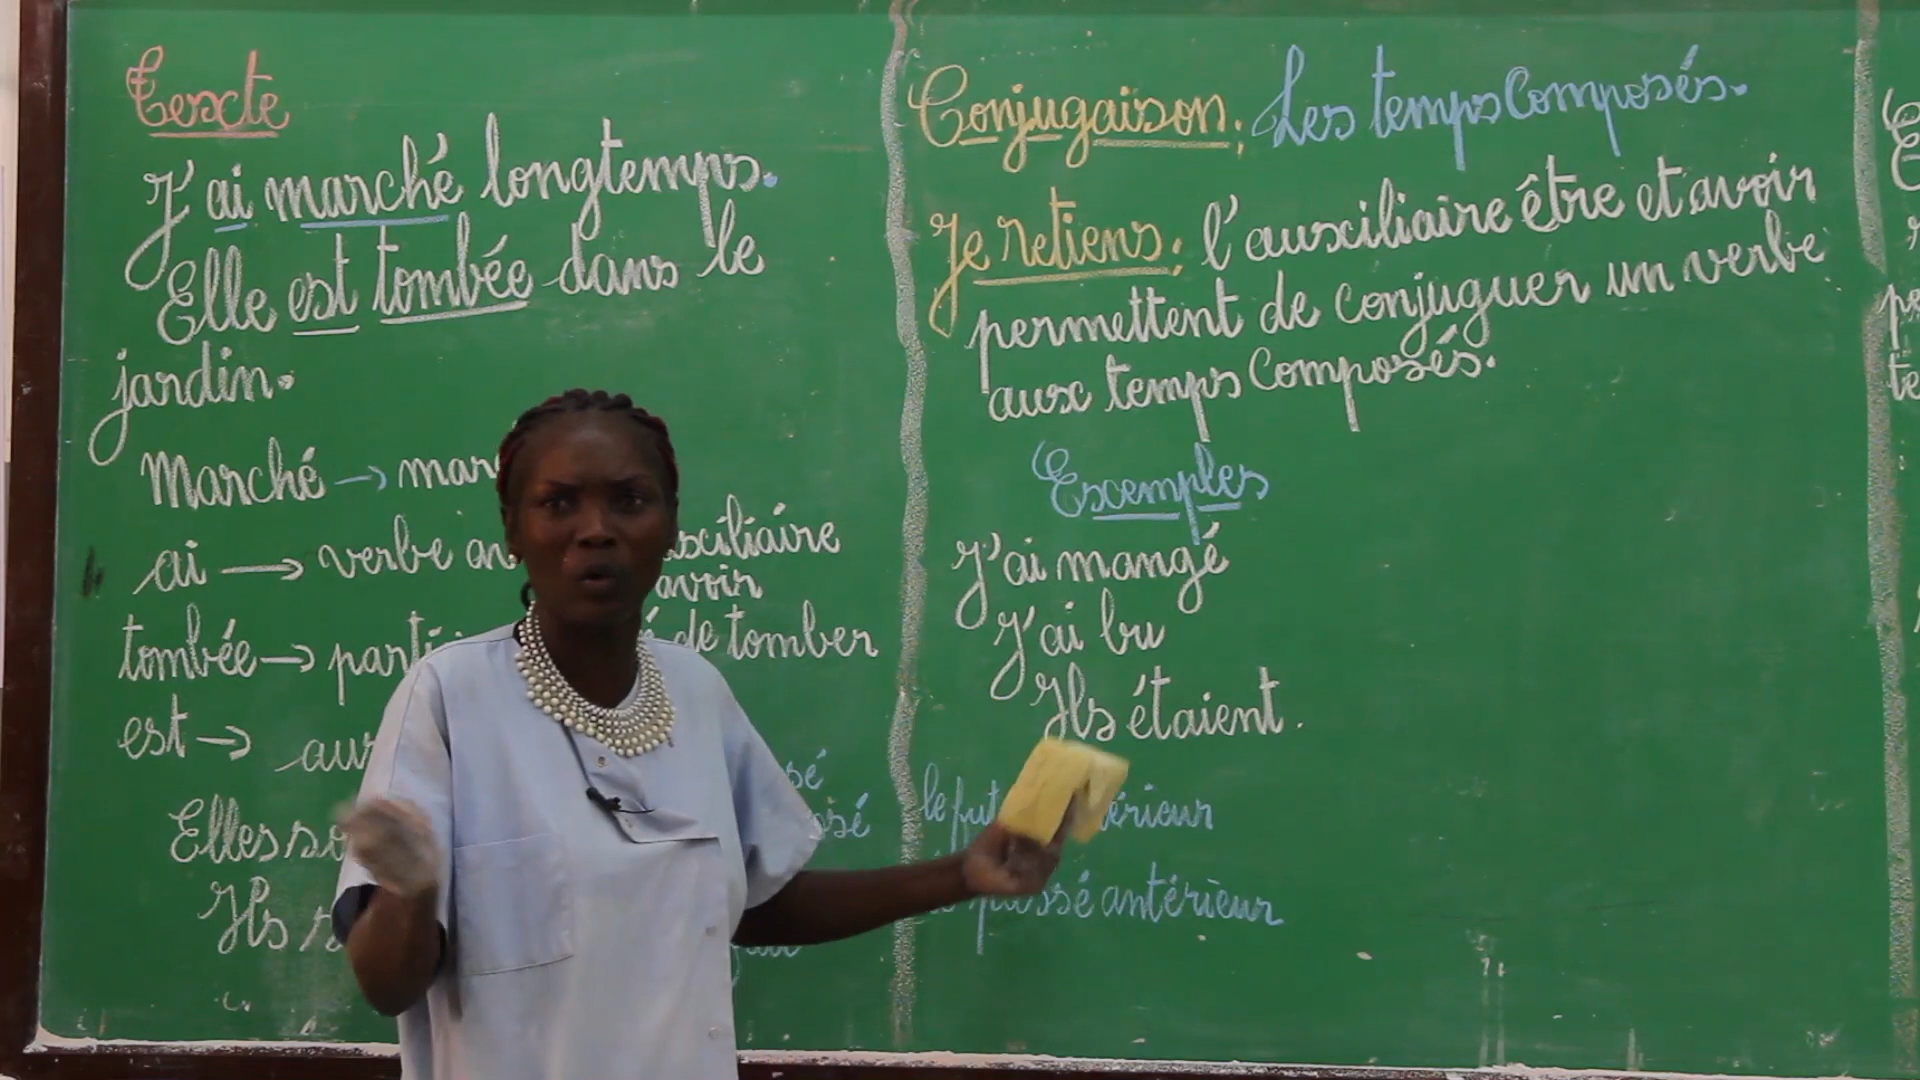 Texte
J'ai marché longtemps.
Elle est tombée dans le
jardin.
Marché → mar
ai → verbe
auxiliaire
avoir
tombée → parti
de tomber
est → au
Elles so
Ils s
Conjugaison : Les temps Composés.
Je retiens : l'auxiliaire être et avoir
permettent de conjuguer un verbe
aux temps Composés.
Exemples
J'ai mangé
J'ai bu
Ils étaient.
le fut érieur
passé antérieur